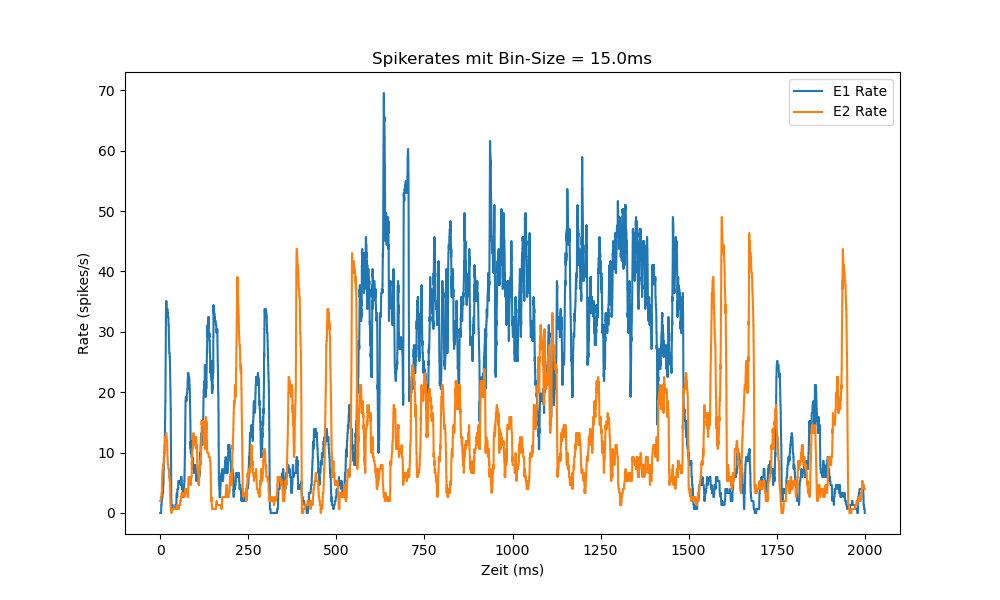 Spikerates mit Bin-Size = 15.0ms
E1 Rate
E2 Rate
70
60
50
40
30
20
10
0
Rate (spikes/s)
0 250 500 750 1000 1250 1500 1750 2000
Zeit (ms)